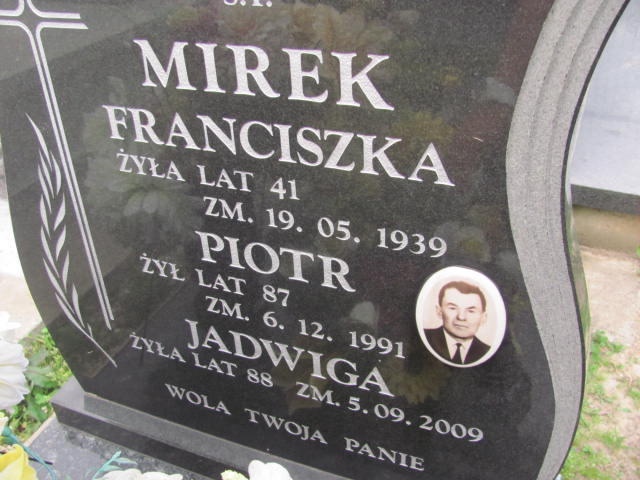 Ś.P.
MIREK
FRANCISZKA
ŻYŁA LAT 41
ZM. 19. 05. 1939
PIOTR
ŻYŁ LAT 87
ZM. 6. 12. 1991
JADWIGA
ŻYŁA LAT 88 ZM. 5.09. 2009
WOLA TWOJA PANIE